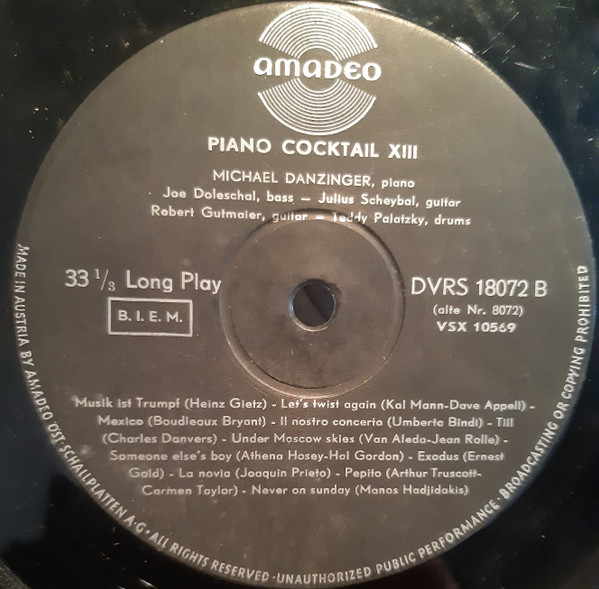 amadeo
PIANO COCKTAIL XIII
MICHAEL DANZINGER, piano
Joe Doleschal, bass – Julius Scheybal, guitar
Robert Gutmaier, guitar – Teddy Palatzky, drums
33 1/3 Long Play
B. I. E. M.
DVRS 18072 B
(alte Nr. 8072)
VSX 10569
Musik ist Trumpf (Heinz Gietz) - Let's twist again (Kal Mann-Dave Appell) -
Mexico (Boudleaux Bryant) - Il nostro concerto (Umberto Bindi) - Till
(Charles Danvers) - Under Moscow skies (Van Aleda-Jean Rolle) -
Someone else's boy (Athena Hosey-Hal Gordon) - Exodus (Ernest
Gold) - La novia (Joaquin Prieto) - Pepito (Arthur Truscott-
Carmen Taylor) - Never on sunday (Manos Hadjidakis)
MADE IN AUSTRIA BY AMADEO ÖST. SCHALLPLATTEN A·G · ALL RIGHTS RESERVED · UNAUTHORIZED PUBLIC PERFORMANCE · BROADCASTING OR COPYING PROHIBITED